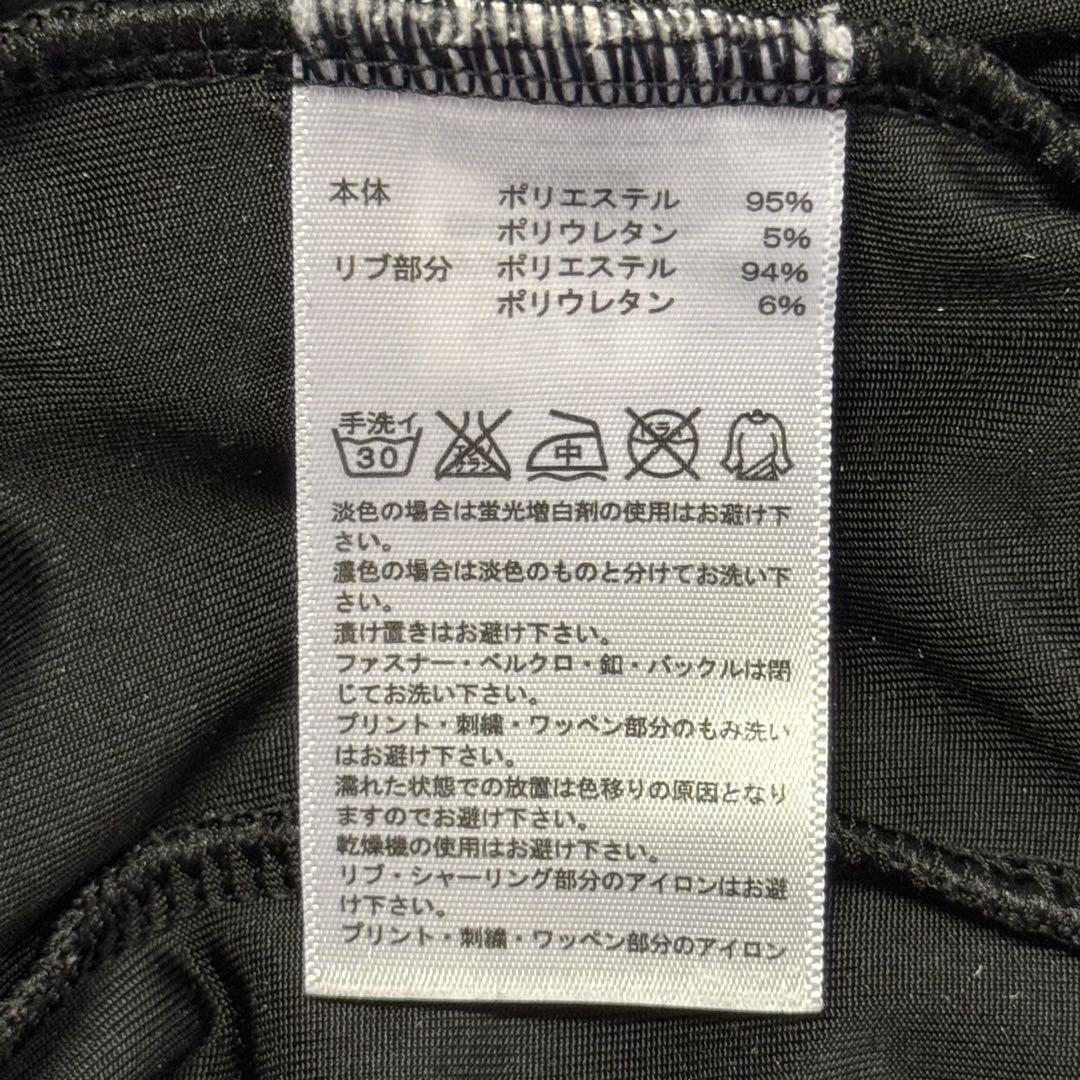 本体 ポリエステル 95%
ポリウレタン 5%
リブ部分 ポリエステル 94%
ポリウレタン 6%
手洗イ
30 中
淡色の場合は蛍光増白剤の使用はお避け下
さい。
濃色の場合は淡色のものと分けてお洗い下
さい。
漬け置きはお避け下さい。
ファスナー・ベルクロ・釦・バックルは閉
じてお洗い下さい。
プリント・刺繍・ワッペン部分のもみ洗い
はお避け下さい。
濡れた状態での放置は色移りの原因となり
ますのでお避け下さい。
乾燥機の使用はお避け下さい。
リブ・シャーリング部分のアイロンはお避
け下さい。
プリント・刺繍・ワッペン部分のアイロン